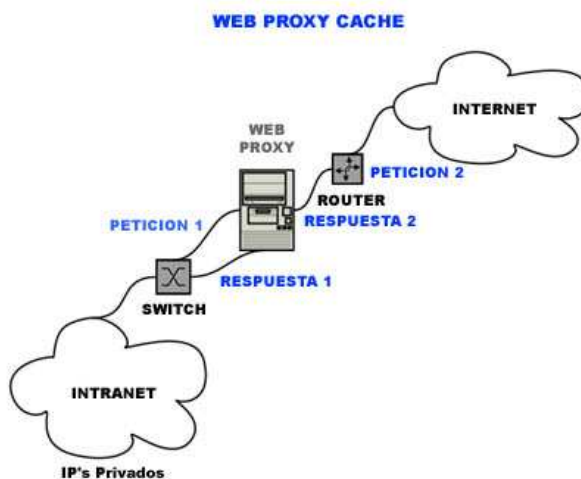 WEB PROXY CACHE
INTERNET
WEB
PROXY
PETICION 2
ROUTER
PETICION 1
RESPUESTA 2
RESPUESTA 1
SWITCH
INTRANET
IP's Privados